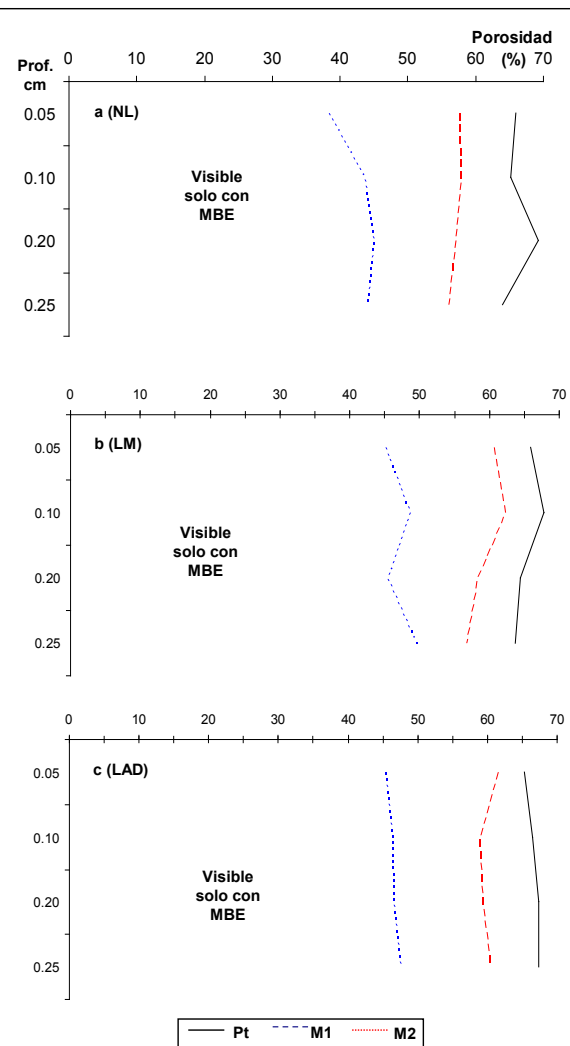 Porosidad
(%)
Prof.
cm
0 10 20 30 40 50 60 70
a (NL)
0.05
0.10
0.20
0.25
Visible
solo con
MBE
0 10 20 30 40 50 60 70
b (LM)
0.05
0.10
0.20
0.25
Visible
solo con
MBE
0 10 20 30 40 50 60 70
c (LAD)
0.05
0.10
0.20
0.25
Visible
solo con
MBE
Pt M1 M2